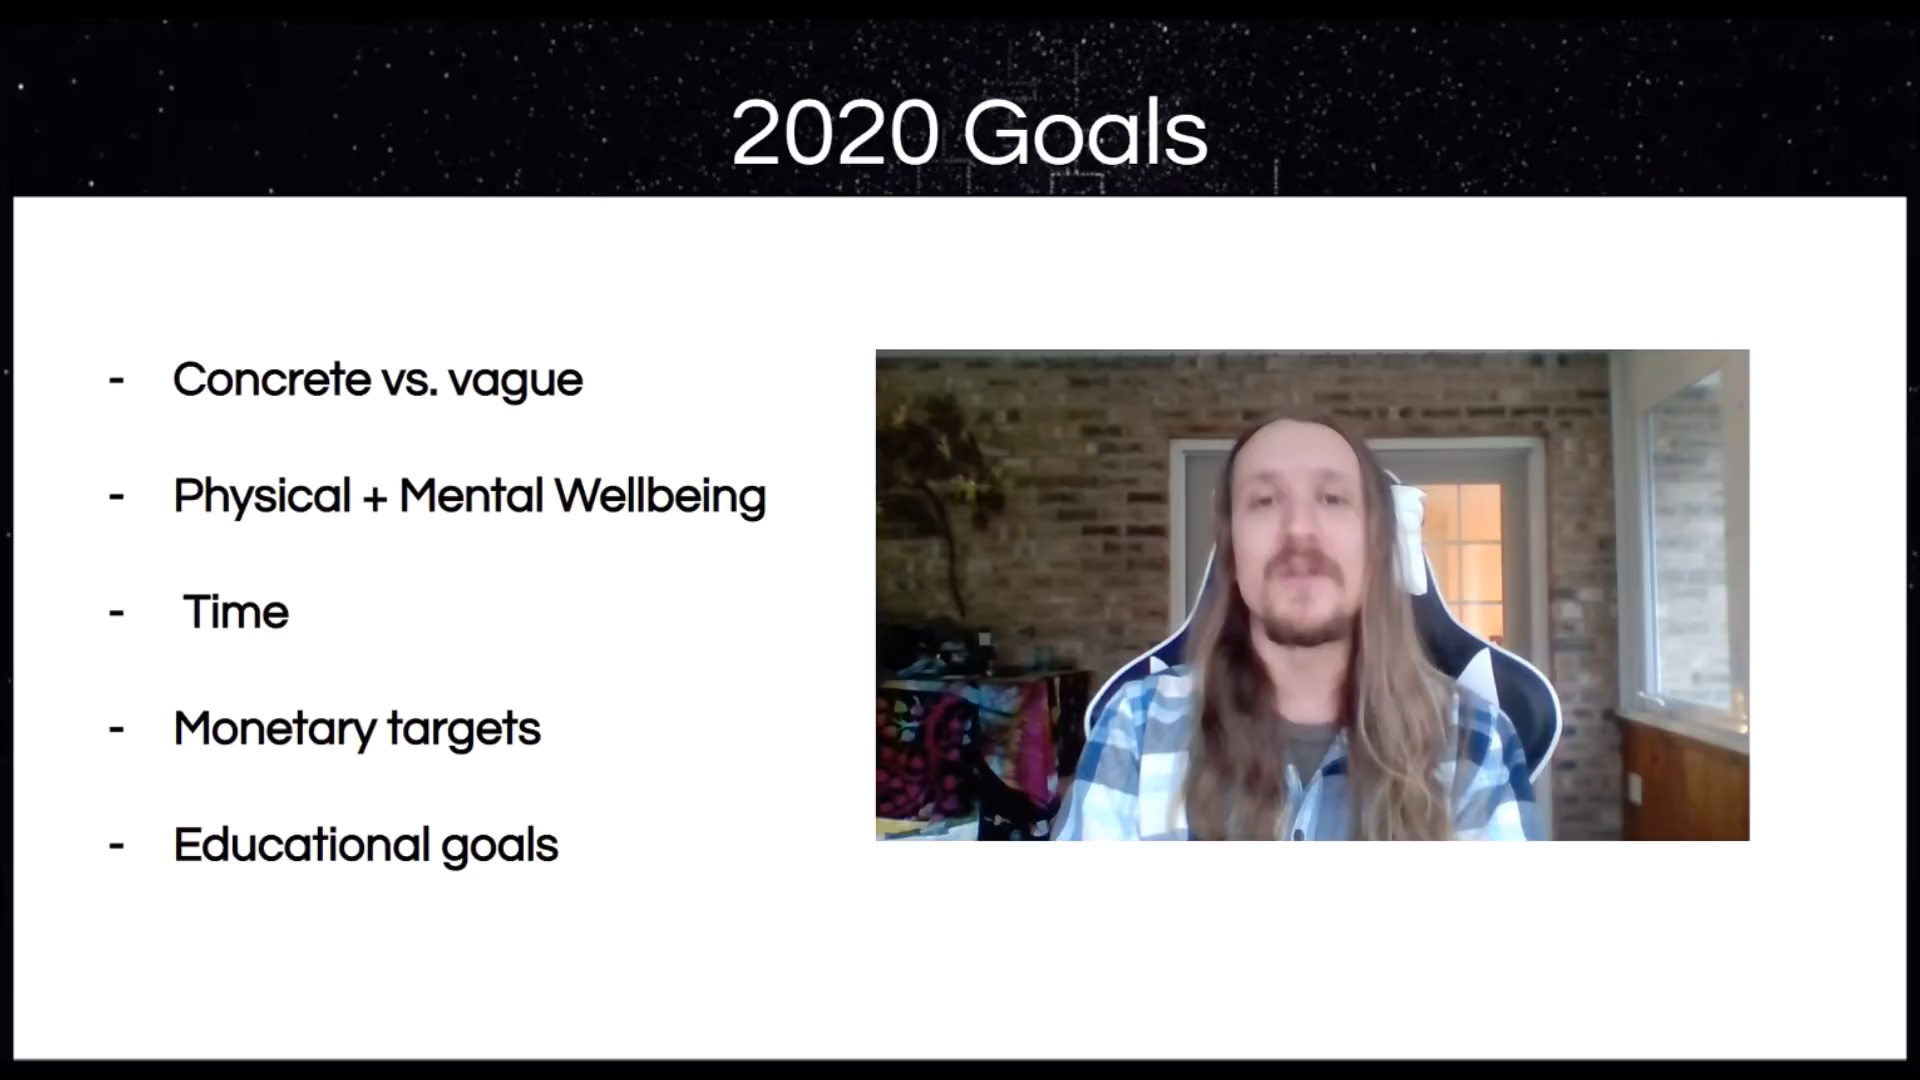 2020 Goals
- Concrete vs. vague
- Physical + Mental Wellbeing
- Time
- Monetary targets
- Educational goals